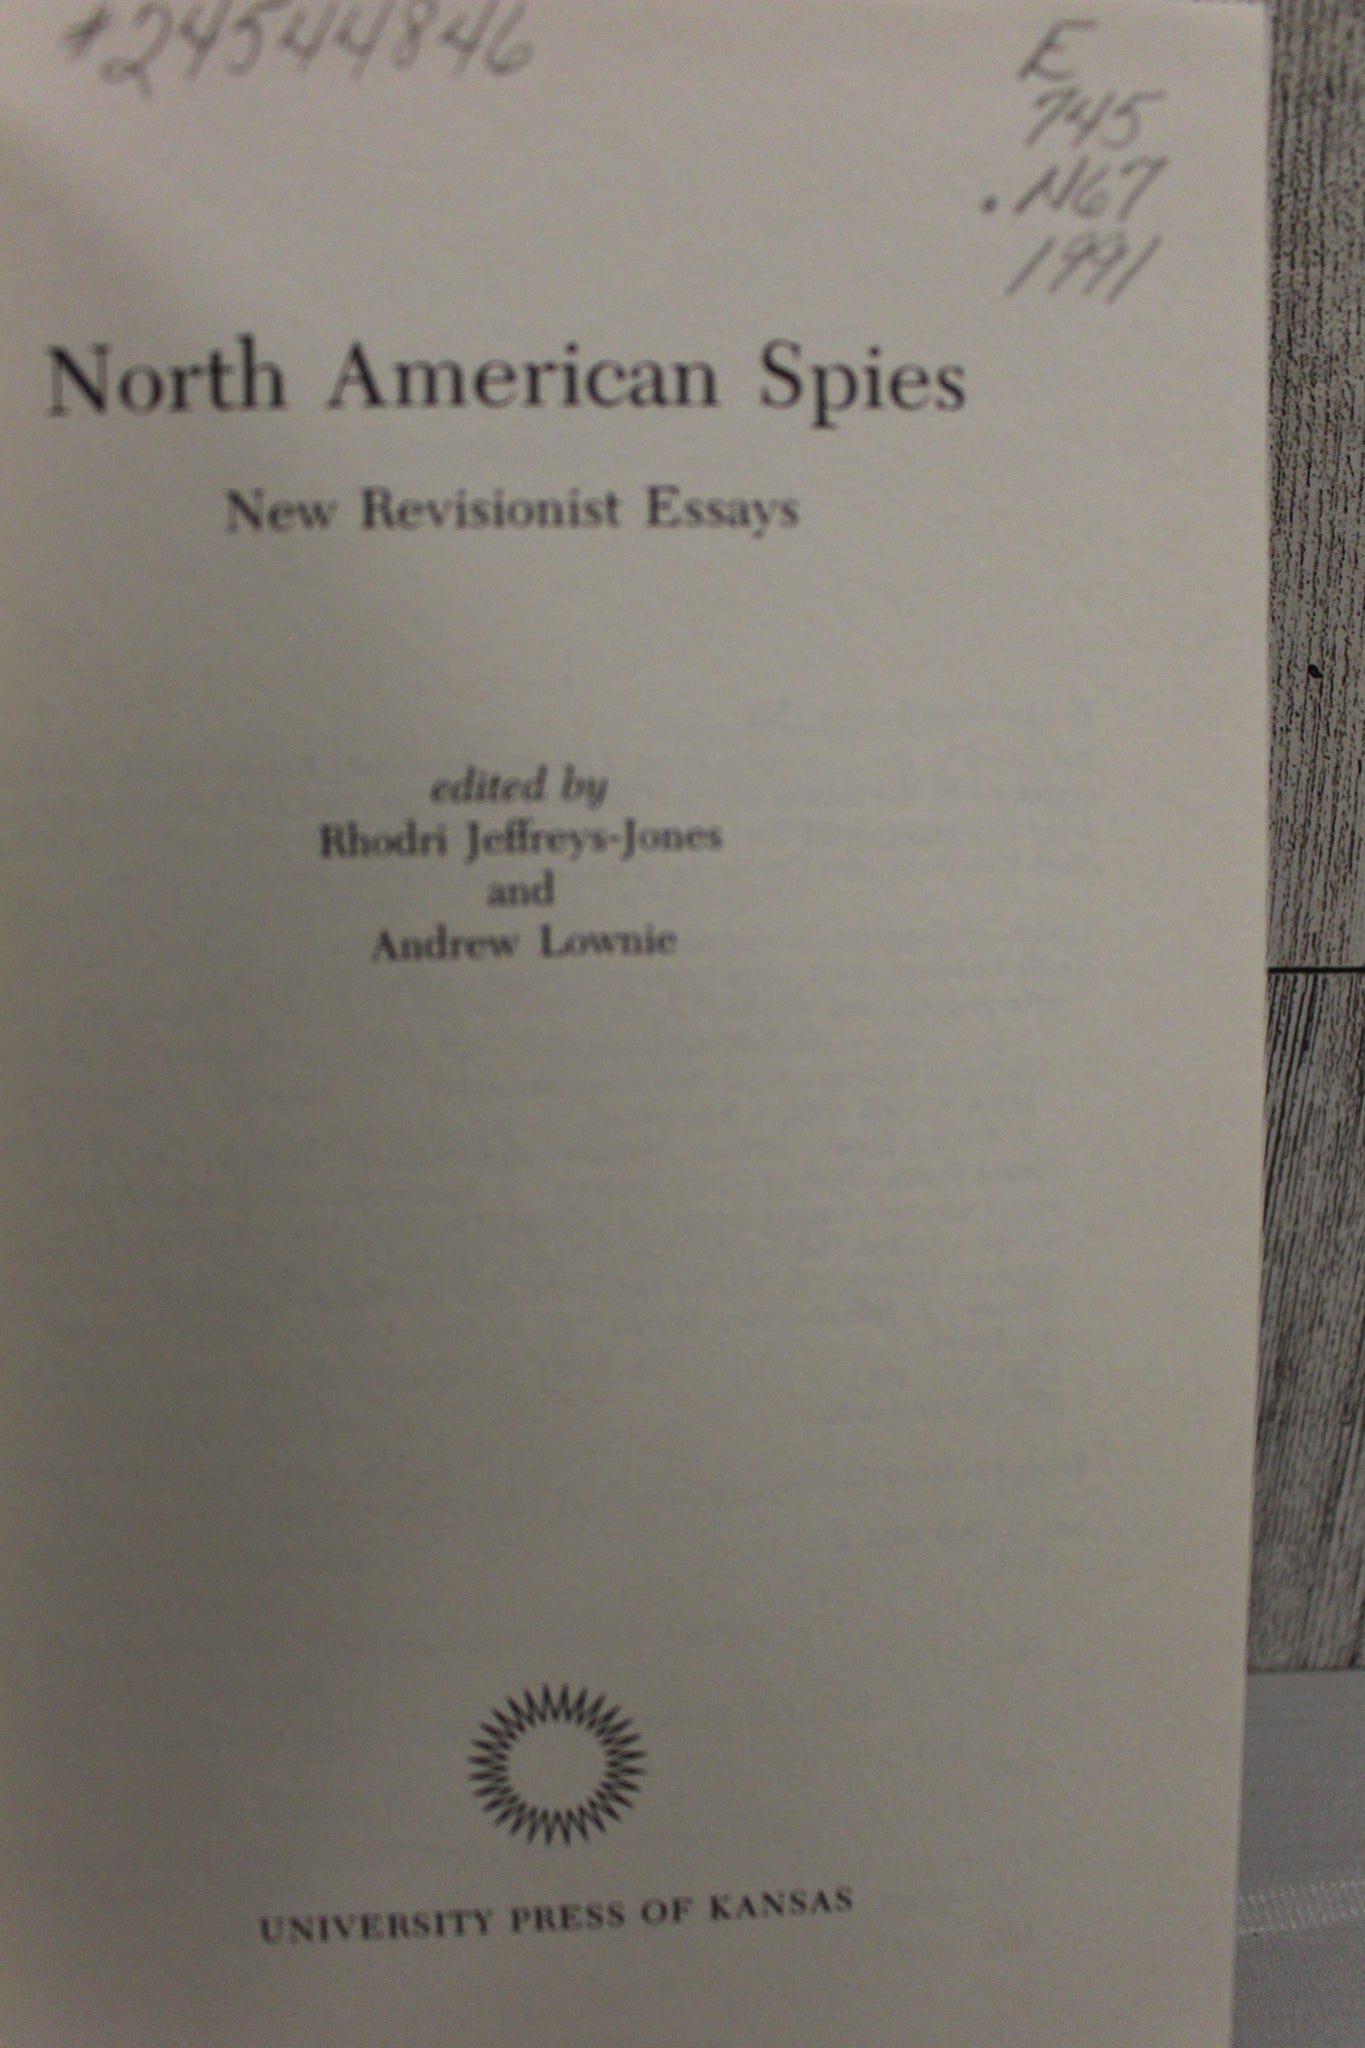 #24544846
E
745
.N67
1991
North American Spies
New Revisionist Essays
edited by
Rhodri Jeffreys-Jones
and
Andrew Lownie
UNIVERSITY PRESS OF KANSAS